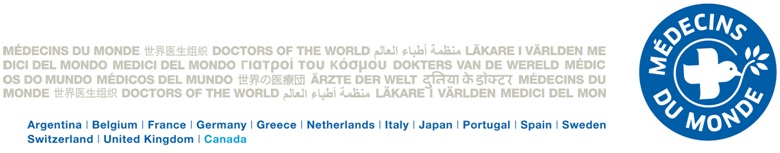 MÉDECINS DU MONDE 世界医生组织 DOCTORS OF THE WORLD منظمة أطباء العالم LÄKARE I VÄRLDEN ME
DICI DEL MONDO MEDICI DEL MONDO Γιατροί του Κόσμου DOKTERS VAN DE WERELD MÉDIC
OS DO MUNDO MÉDICOS DEL MUNDO 世界の医療団 ÄRZTE DER WELT दुनिया के डॉक्टर MÉDECINS DU
MONDE 世界医生组织 DOCTORS OF THE WORLD منظمة أطباء العالم LÄKARE I VÄRLDEN MEDICI DEL MON
Argentina | Belgium | France | Germany | Greece | Netherlands | Italy | Japan | Portugal | Spain | Sweden
Switzerland | United Kingdom | Canada
MÉDECINS
DU MONDE